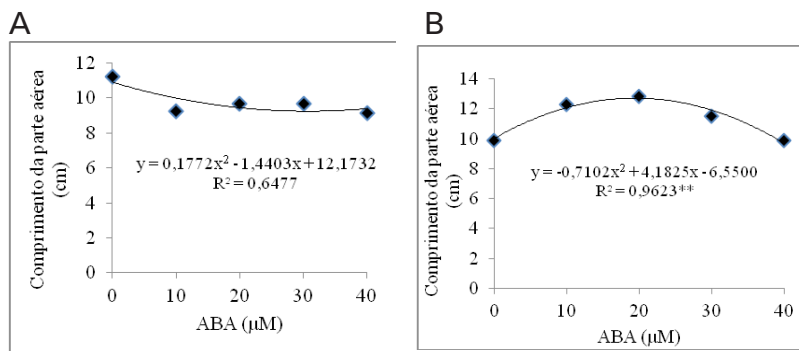 A
Comprimento da parte aérea
(cm)
12
10
8
6
4
2
0
y = 0,1772x² - 1,4403x + 12,1732
R² = 0,6477
0 10 20 30 40
ABA (µM)
B
Comprimento da parte aérea
(cm)
14
12
10
8
6
4
2
0
y = -0,7102x² + 4,1825x - 6,5500
R² = 0,9623**
0 10 20 30 40
ABA (µM)